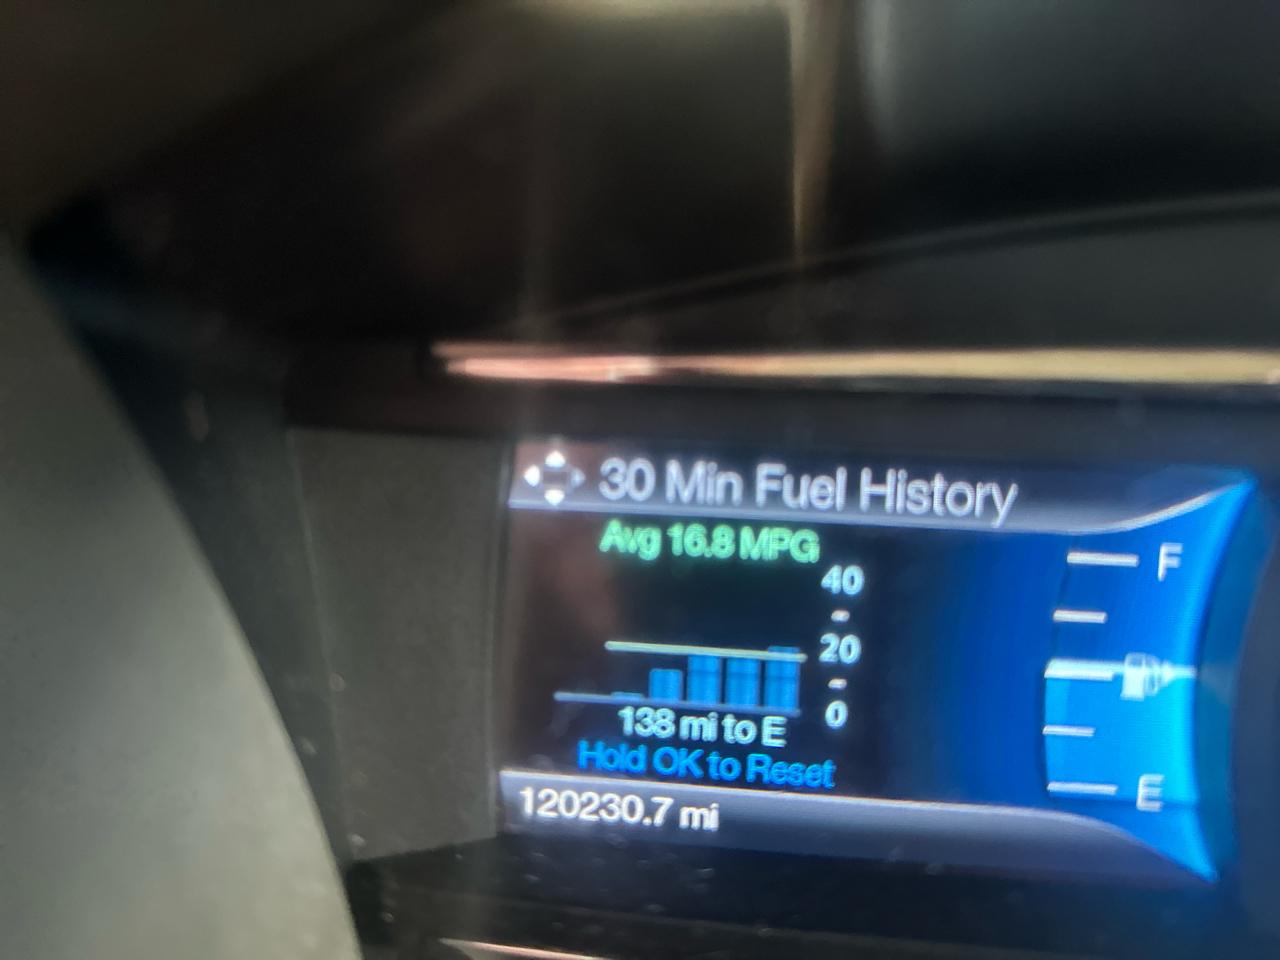 30 Min Fuel History
Avg 16.8 MPG
40
-
20
-
0
138 mi to E
Hold OK to Reset
120230.7 mi
F
E